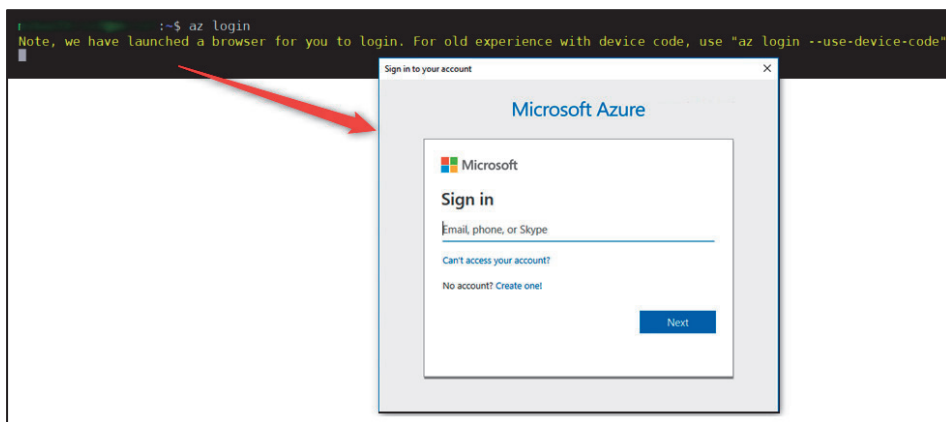 :~$ az login
Note, we have launched a browser for you to login. For old experience with device code, use "az login --use-device-code"
Sign in to your account
Microsoft Azure
Microsoft
Sign in
Email, phone, or Skype
Can't access your account?
No account? Create one!
Next